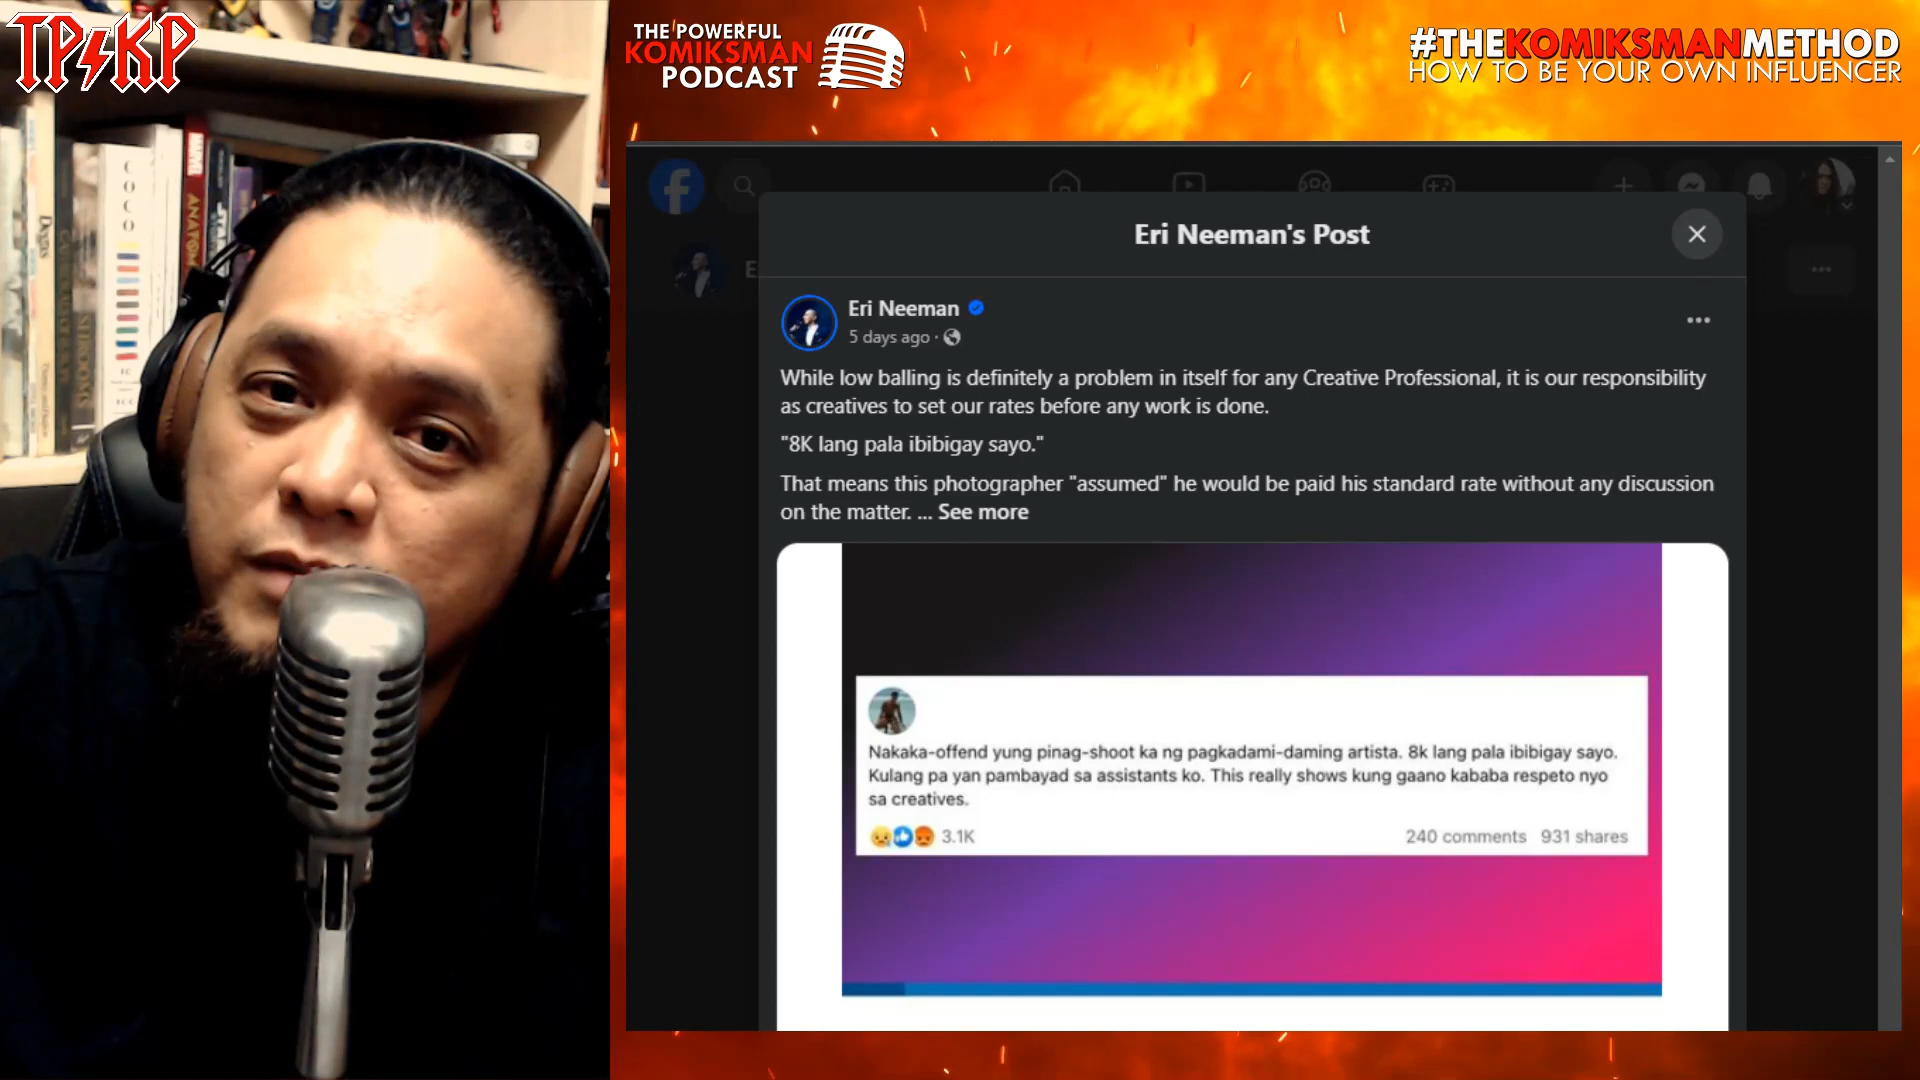 TP KP
THE POWERFUL
KOMIKSMAN
PODCAST
#THEKOMIKSMANMETHOD
HOW TO BE YOUR OWN INFLUENCER
COCO
MARVEL
ANATOMY
STAR
Eri Neeman's Post
Eri Neeman
5 days ago
While low balling is definitely a problem in itself for any Creative Professional, it is our responsibility
as creatives to set our rates before any work is done.
"8K lang pala ibibigay sayo."
That means this photographer "assumed" he would be paid his standard rate without any discussion
on the matter. ... See more
Nakaka-offend yung pinag-shoot ka ng pagkadami-daming artista. 8k lang pala ibibigay sayo.
Kulang pa yan pambayad sa assistants ko. This really shows kung gaano kababa respeto nyo
sa creatives.
3.1K 240 comments 931 shares